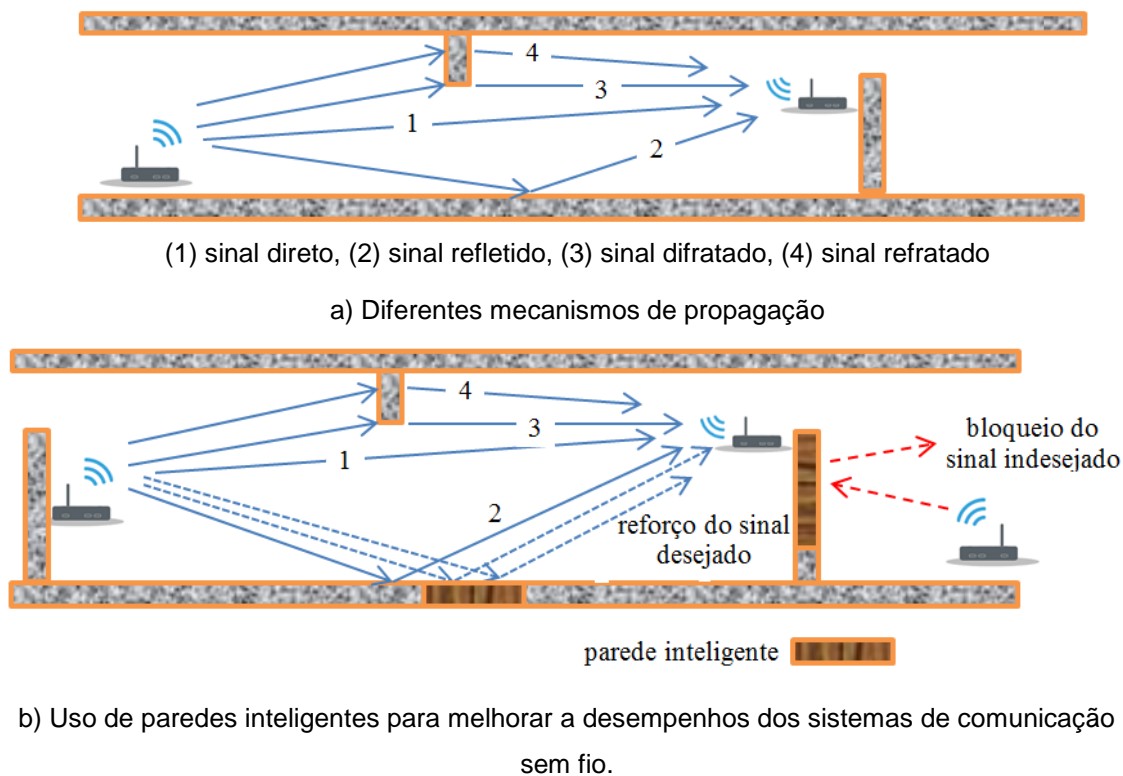 4
3
1
2
(1) sinal direto, (2) sinal refletido, (3) sinal difratado, (4) sinal refratado
a) Diferentes mecanismos de propagação
4
3
1
2
bloqueio do
sinal indesejado
reforço do sinal
desejado
parede inteligente
b) Uso de paredes inteligentes para melhorar a desempenhos dos sistemas de comunicação
sem fio.